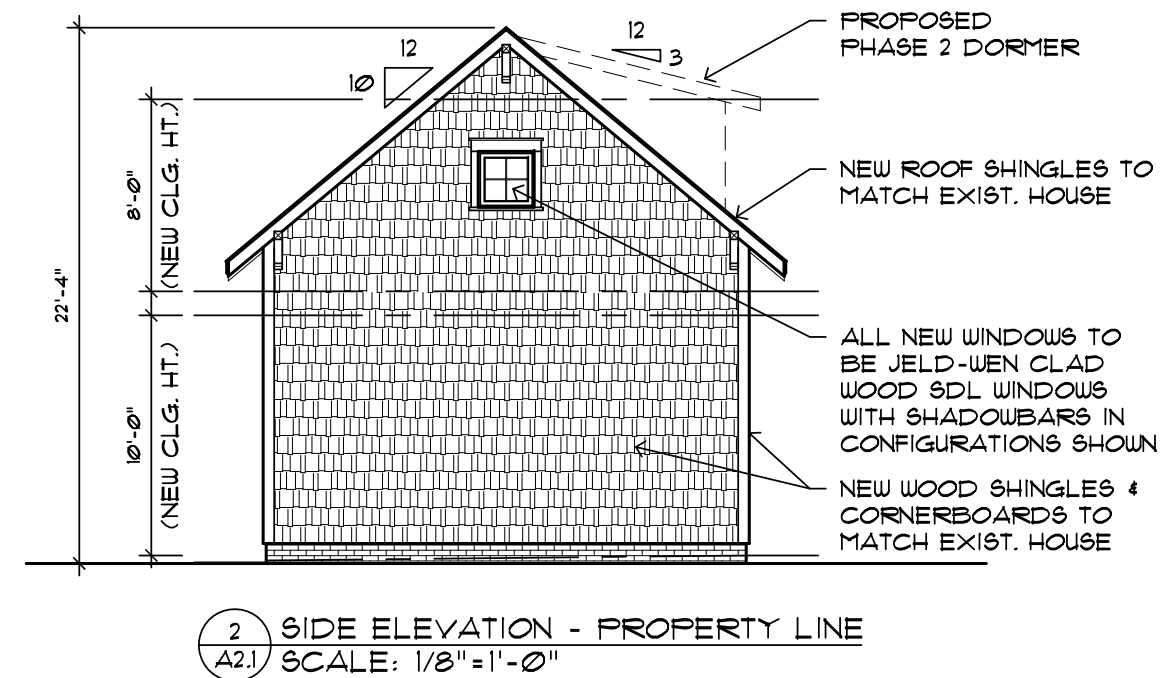 PROPOSED
PHASE 2 DORMER
12
3
12
10
NEW ROOF SHINGLES TO
MATCH EXIST. HOUSE
8'-0"
(NEW CLG. HT.)
22'-4"
10'-0"
(NEW CLG. HT.)
ALL NEW WINDOWS TO
BE JELD-WEN CLAD
WOOD SDL WINDOWS
WITH SHADOWBARS IN
CONFIGURATIONS SHOWN
NEW WOOD SHINGLES &
CORNERBOARDS TO
MATCH EXIST. HOUSE
2
A2.1
SIDE ELEVATION - PROPERTY LINE
SCALE: 1/8"=1'-0"